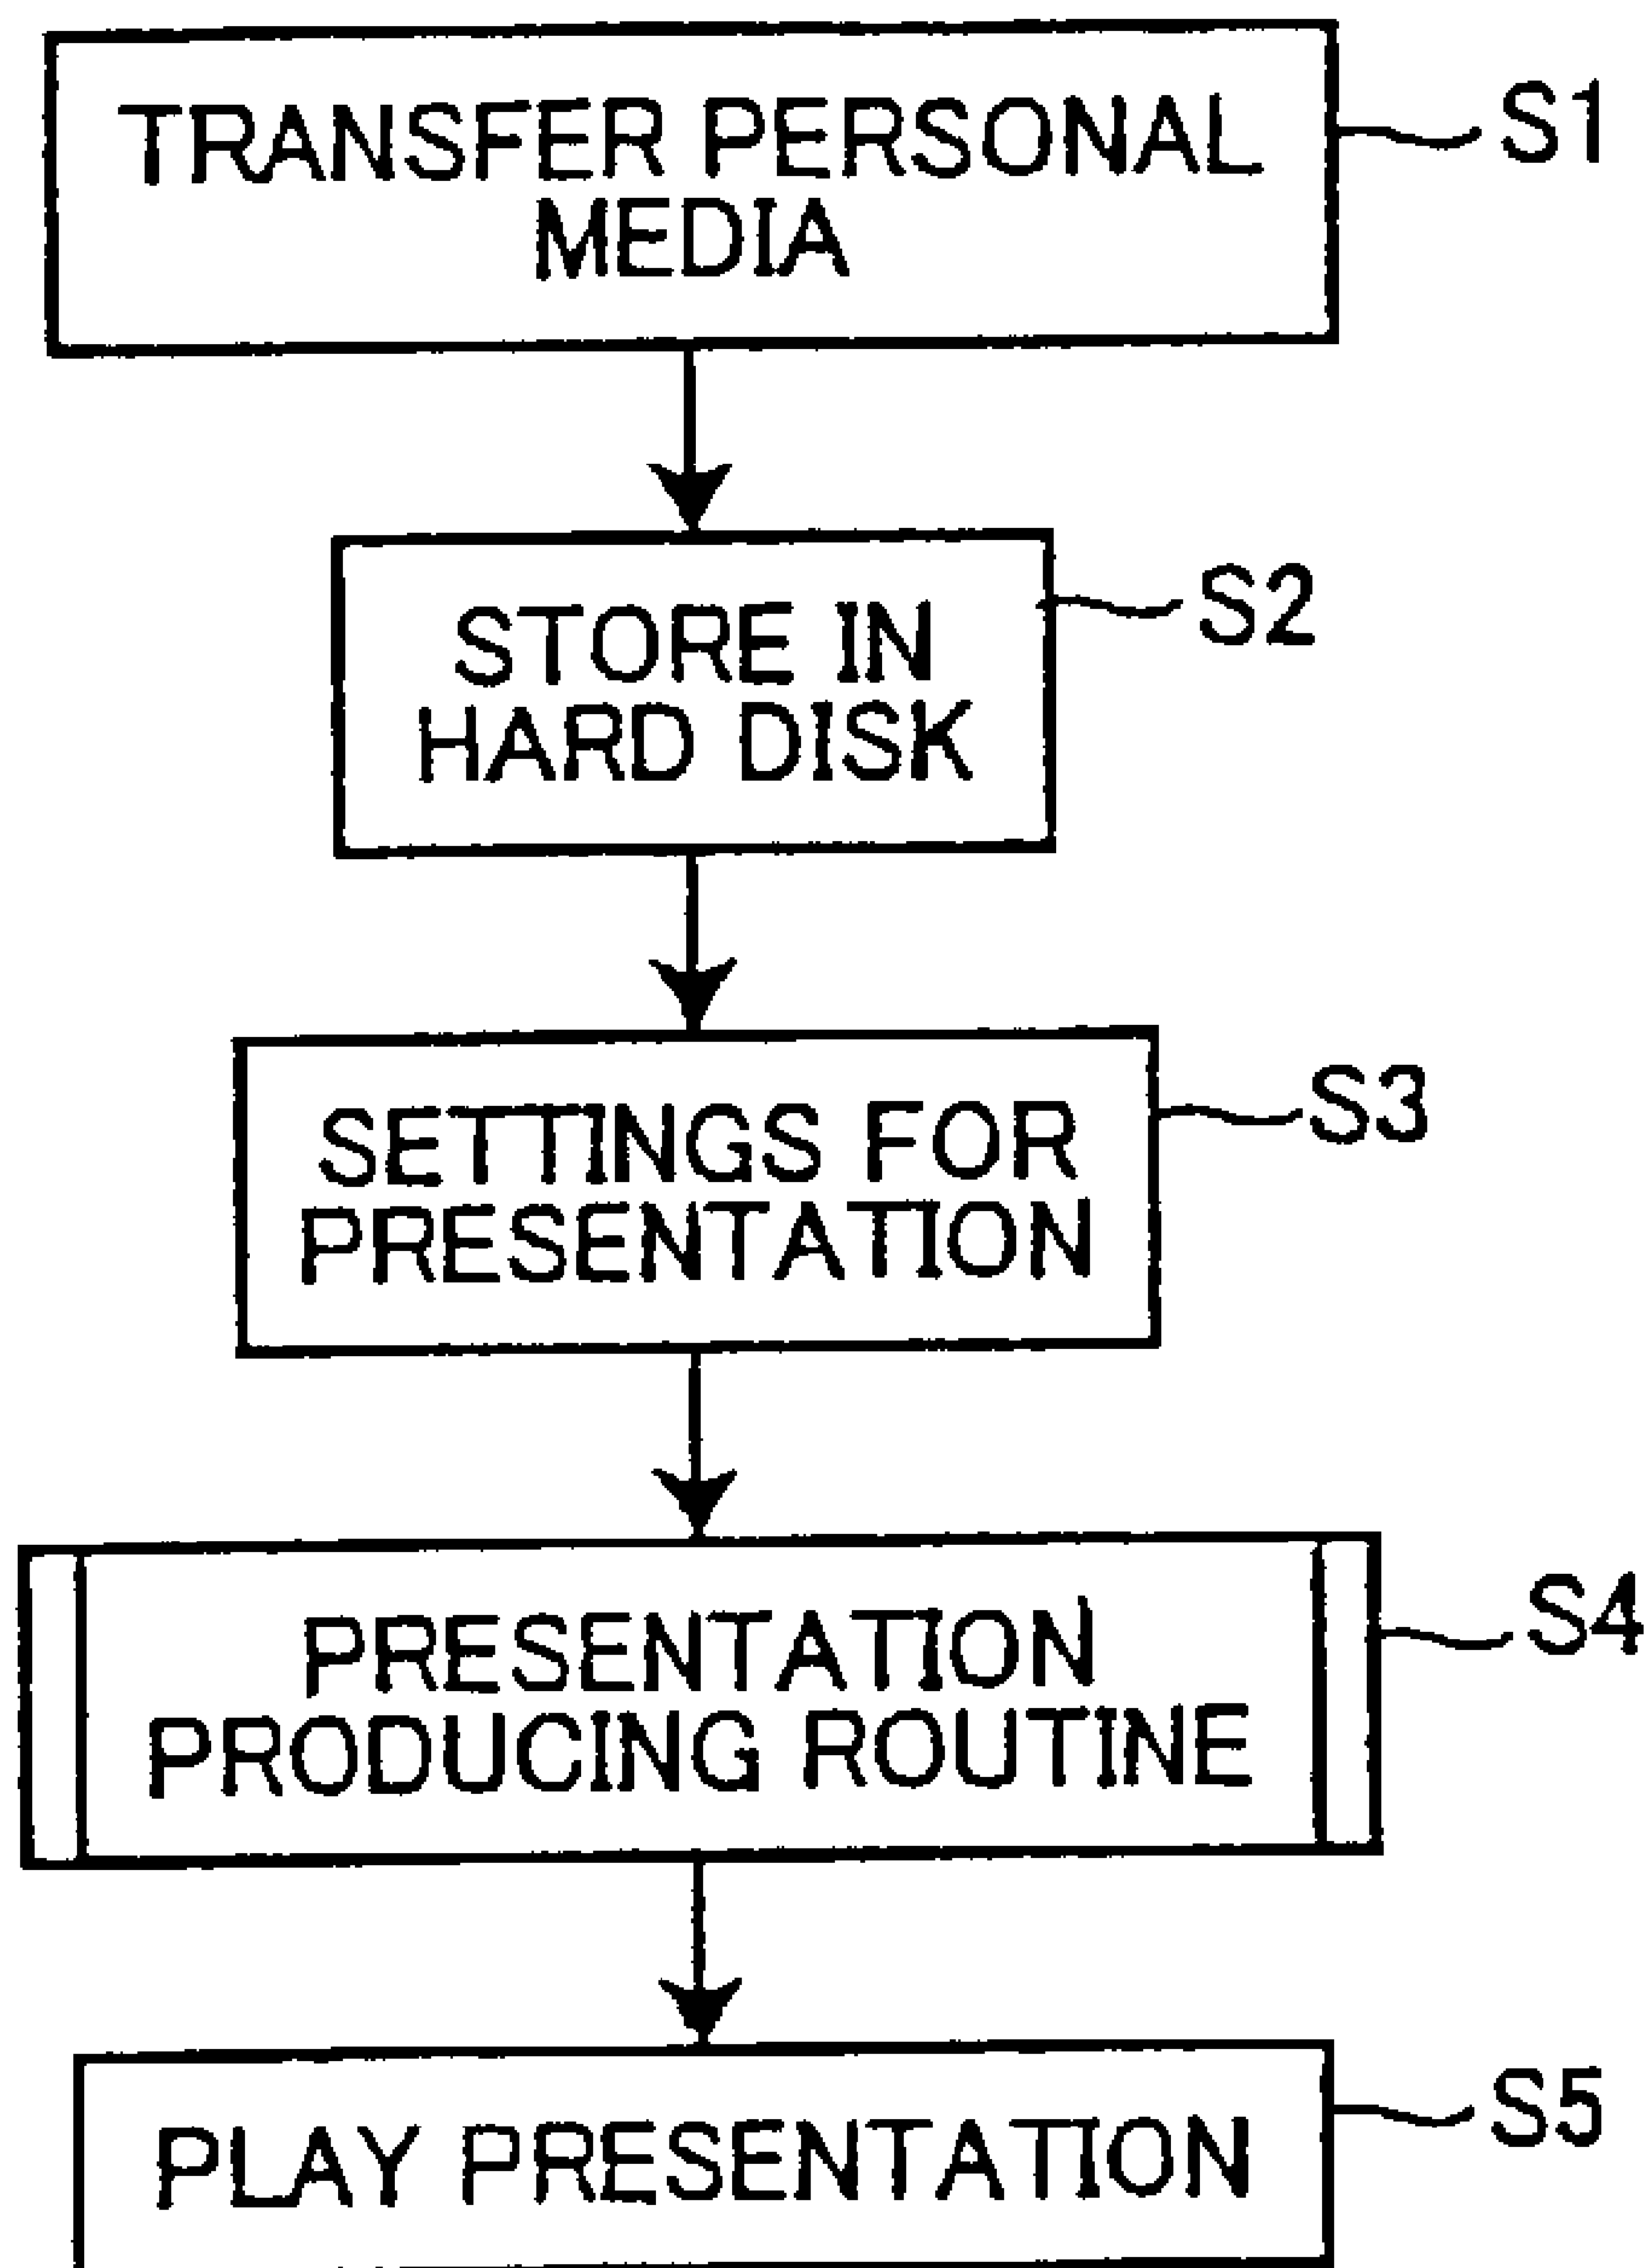 TRANSFER PERSONAL
MEDIA
S1
STORE IN
HARD DISK
S2
SETTINGS FOR
PRESENTATION
S3
PRESENTATION
PRODUCING ROUTINE
S4
PLAY PRESENTATION
S5